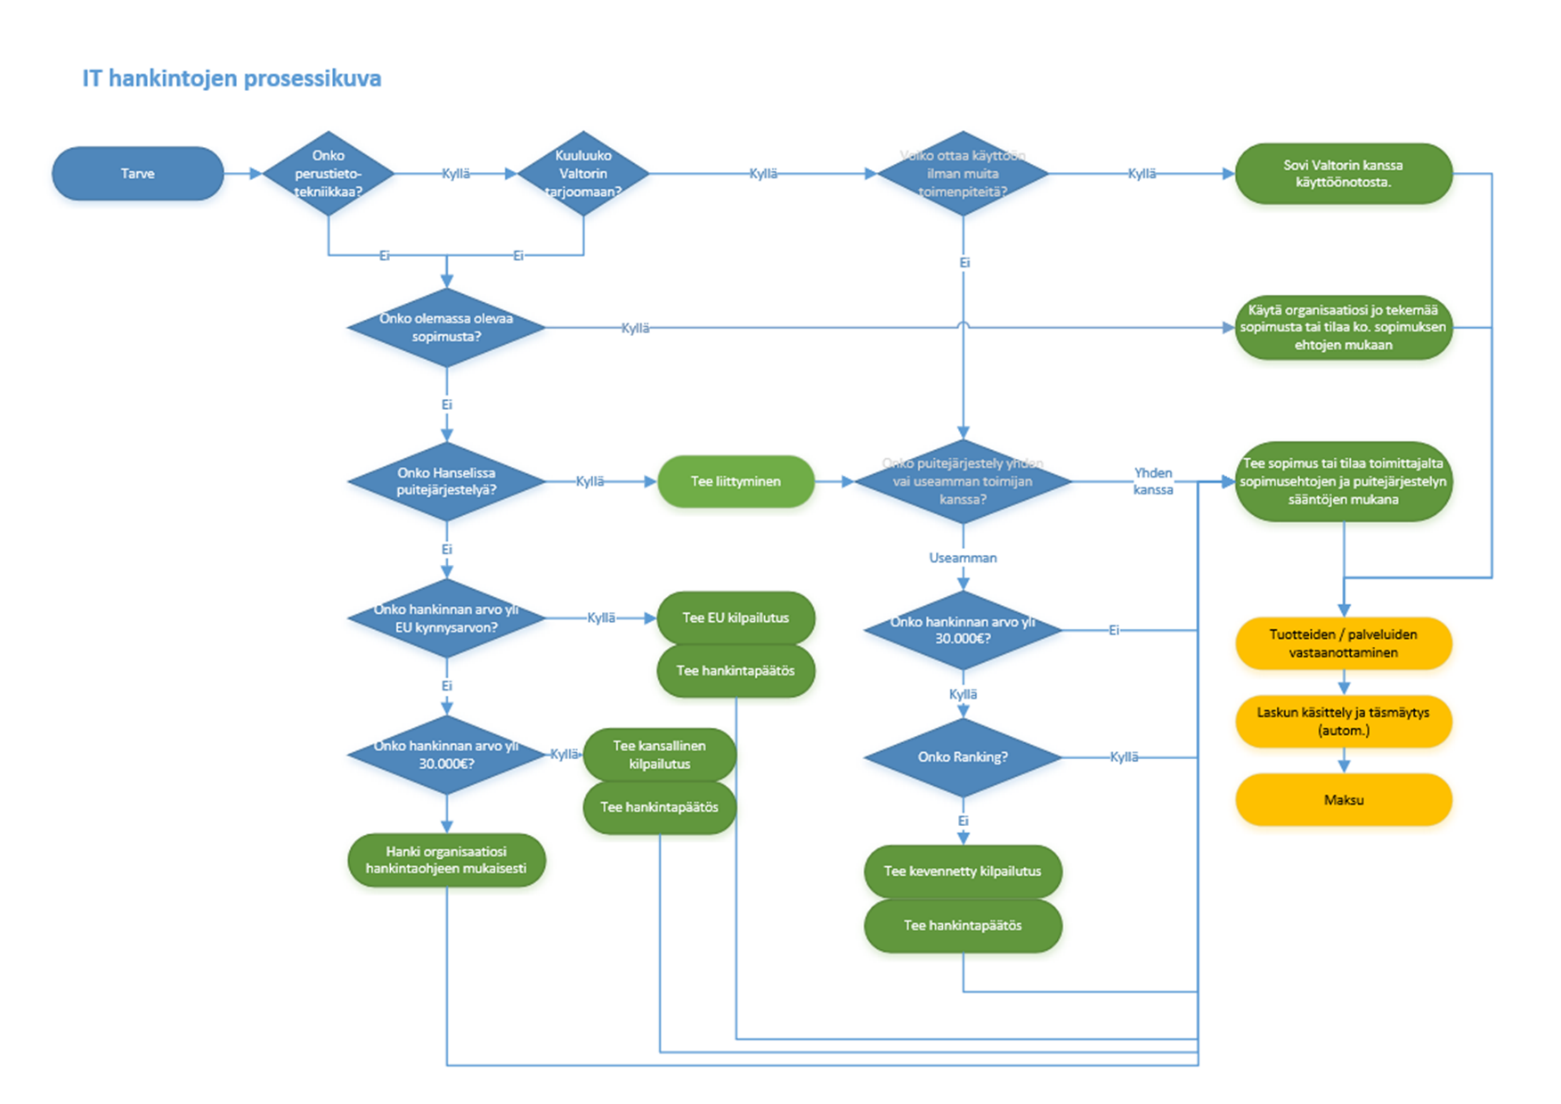 IT hankintojen prosessikuva
Tarve
Onko
perustieto-
tekniikkaa?
Kyllä
Kuuluuko
Valtorin
tarjoomaan?
Kyllä
Voiko ottaa käyttöön
ilman muita
toimenpiteitä?
Kyllä
Sovi Valtorin kanssa
käyttöönotosta.
Ei
Ei
Ei
Onko olemassa olevaa
sopimusta?
Kyllä
Käytä organisaatiosi jo tekemää
sopimusta tai tilaa ko. sopimuksen
ehtojen mukaan
Ei
Onko Hanselissa
puitejärjestelyä?
Kyllä
Tee liittyminen
Onko puitejärjestely yhden
vai useamman toimijan
kanssa?
Yhden
kanssa
Tee sopimus tai tilaa toimittajalta
sopimusehtojen ja puitejärjestelyn
sääntöjen mukana
Ei
Useamman
Onko hankinnan arvo yli
EU kynnysarvon?
Kyllä
Tee EU kilpailutus
Tee hankintapäätös
Onko hankinnan arvo yli
30.000€?
Ei
Tuotteiden / palveluiden
vastaanottaminen
Ei
Kyllä
Laskun käsittely ja täsmäytys
(autom.)
Onko hankinnan arvo yli
30.000€?
Kyllä
Tee kansallinen
kilpailutus
Tee hankintapäätös
Onko Ranking?
Kyllä
Maksu
Ei
Hanki organisaatiosi
hankintaohjeen mukaisesti
Tee kevennetty kilpailutus
Tee hankintapäätös